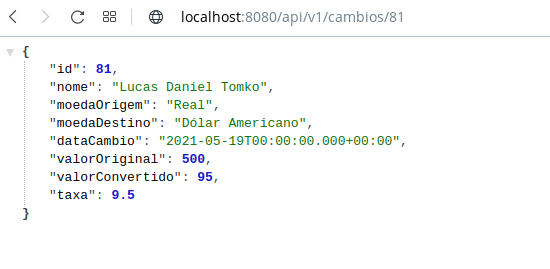 localhost:8080/api/v1/cambios/81
{
"id": 81,
"nome": "Lucas Daniel Tomko",
"moedaOrigem": "Real",
"moedaDestino": "Dólar Americano",
"dataCambio": "2021-05-19T00:00:00.000+00:00",
"valorOriginal": 500,
"valorConvertido": 95,
"taxa": 9.5
}